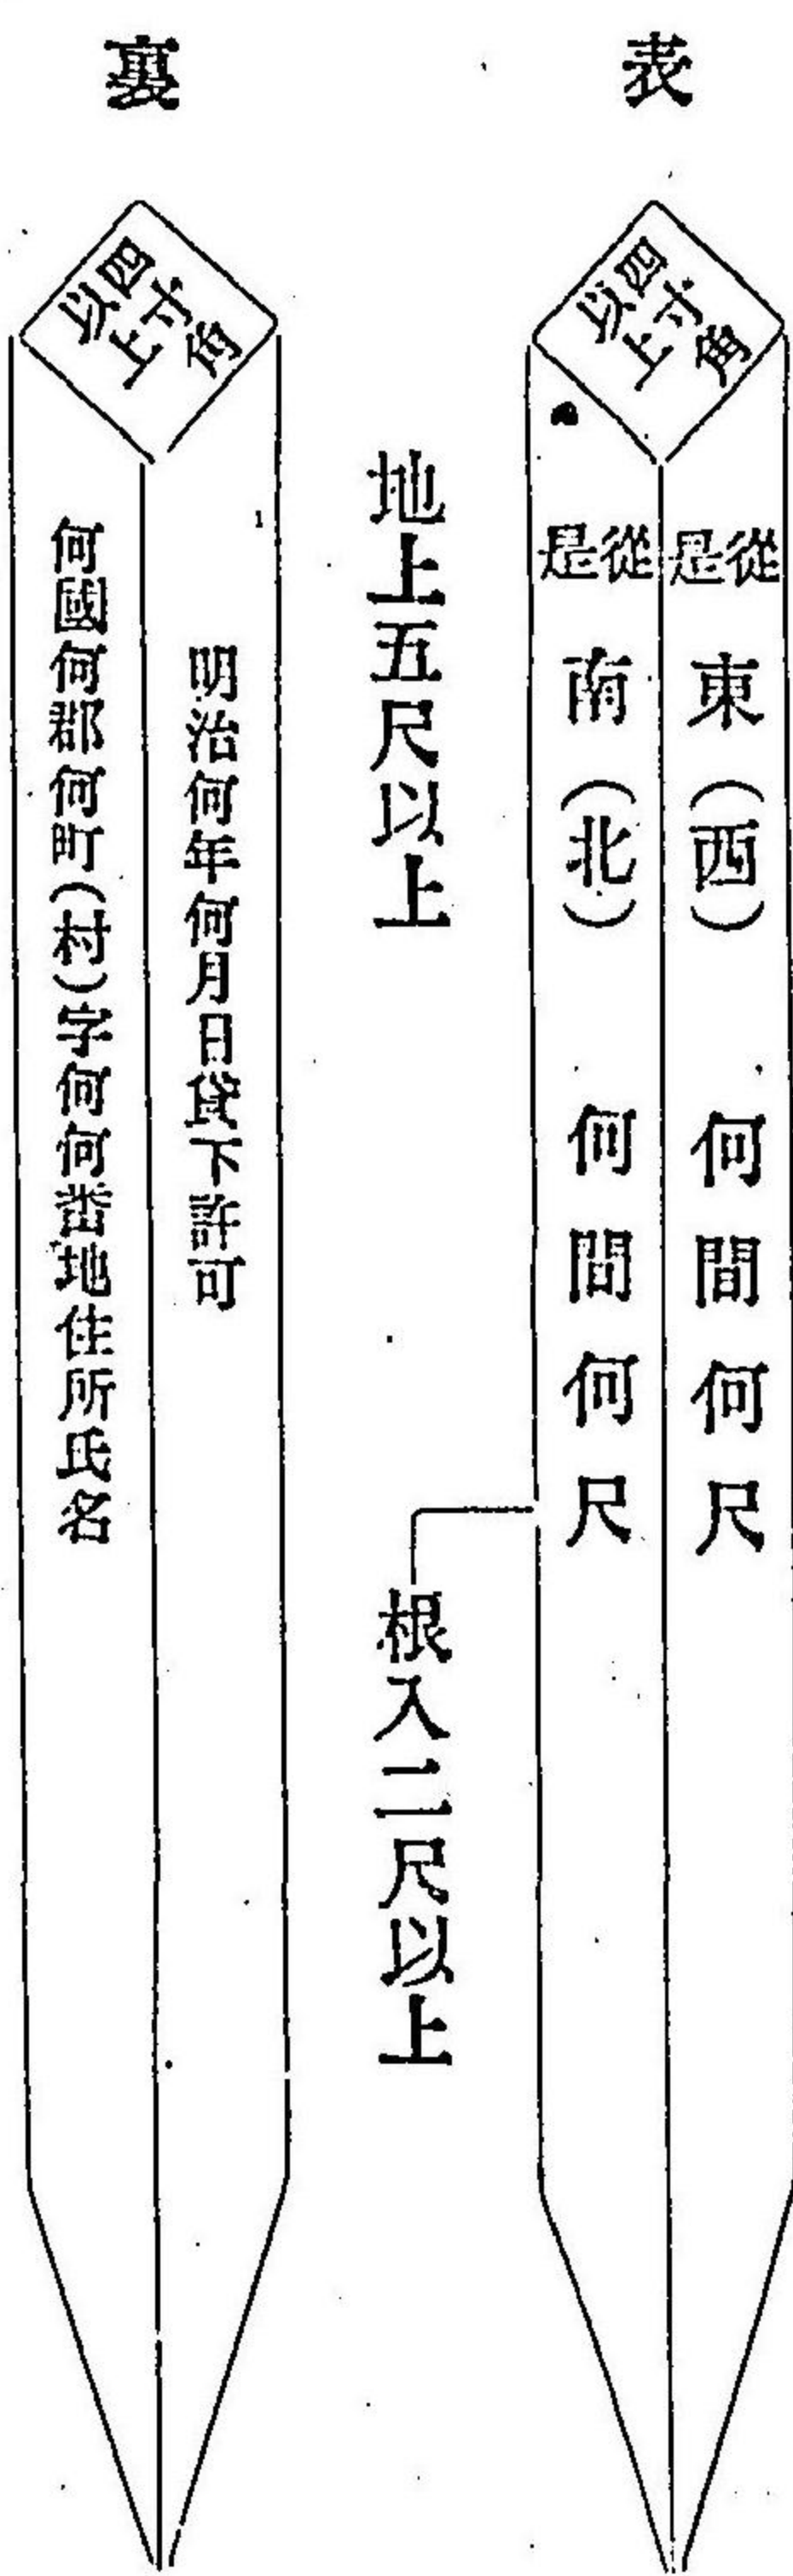 表
四寸角
以上
從是東(西)何間何尺
從是南(北)何間何尺
地上五尺以上
根入二尺以上
裏
四寸角
以上
明治何年何月日貸下許可
何國何郡何町(村)字何何番地住所氏名